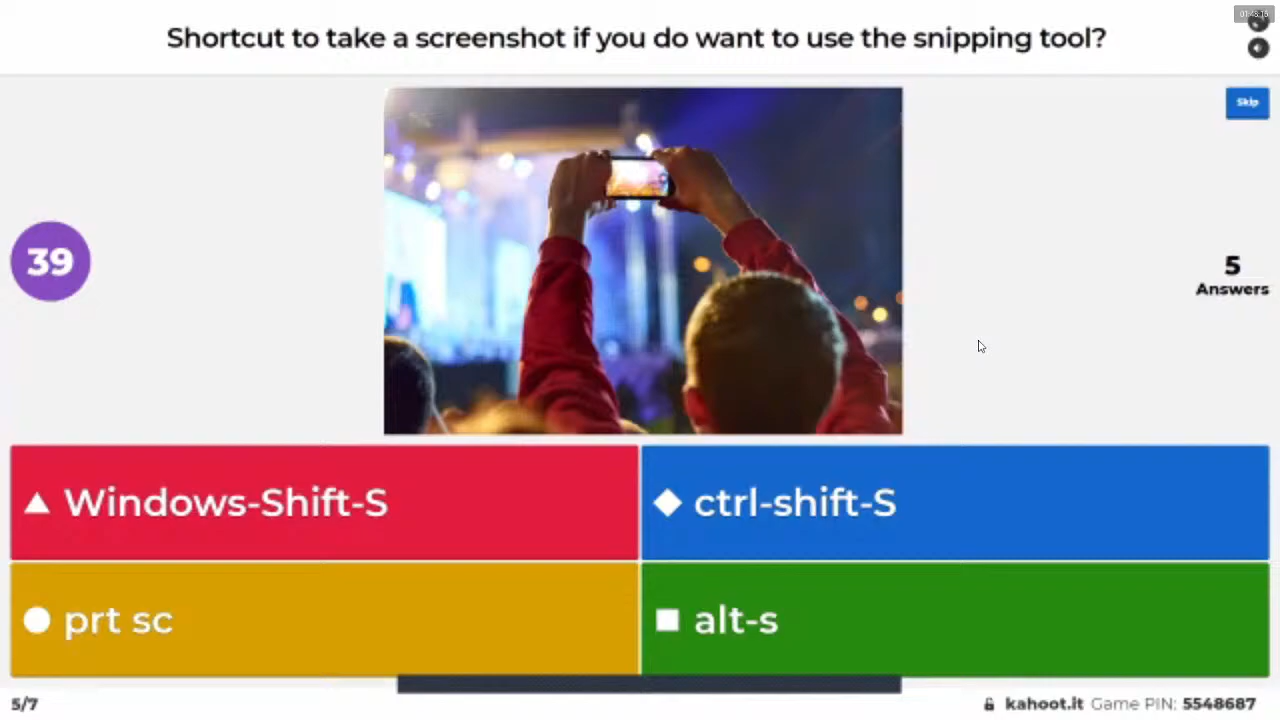 Shortcut to take a screenshot if you do want to use the snipping tool?
Skip
39
5
Answers
Windows-Shift-S
ctrl-shift-S
prt sc
alt-s
5/7
kahoot.it Game PIN: 5548687